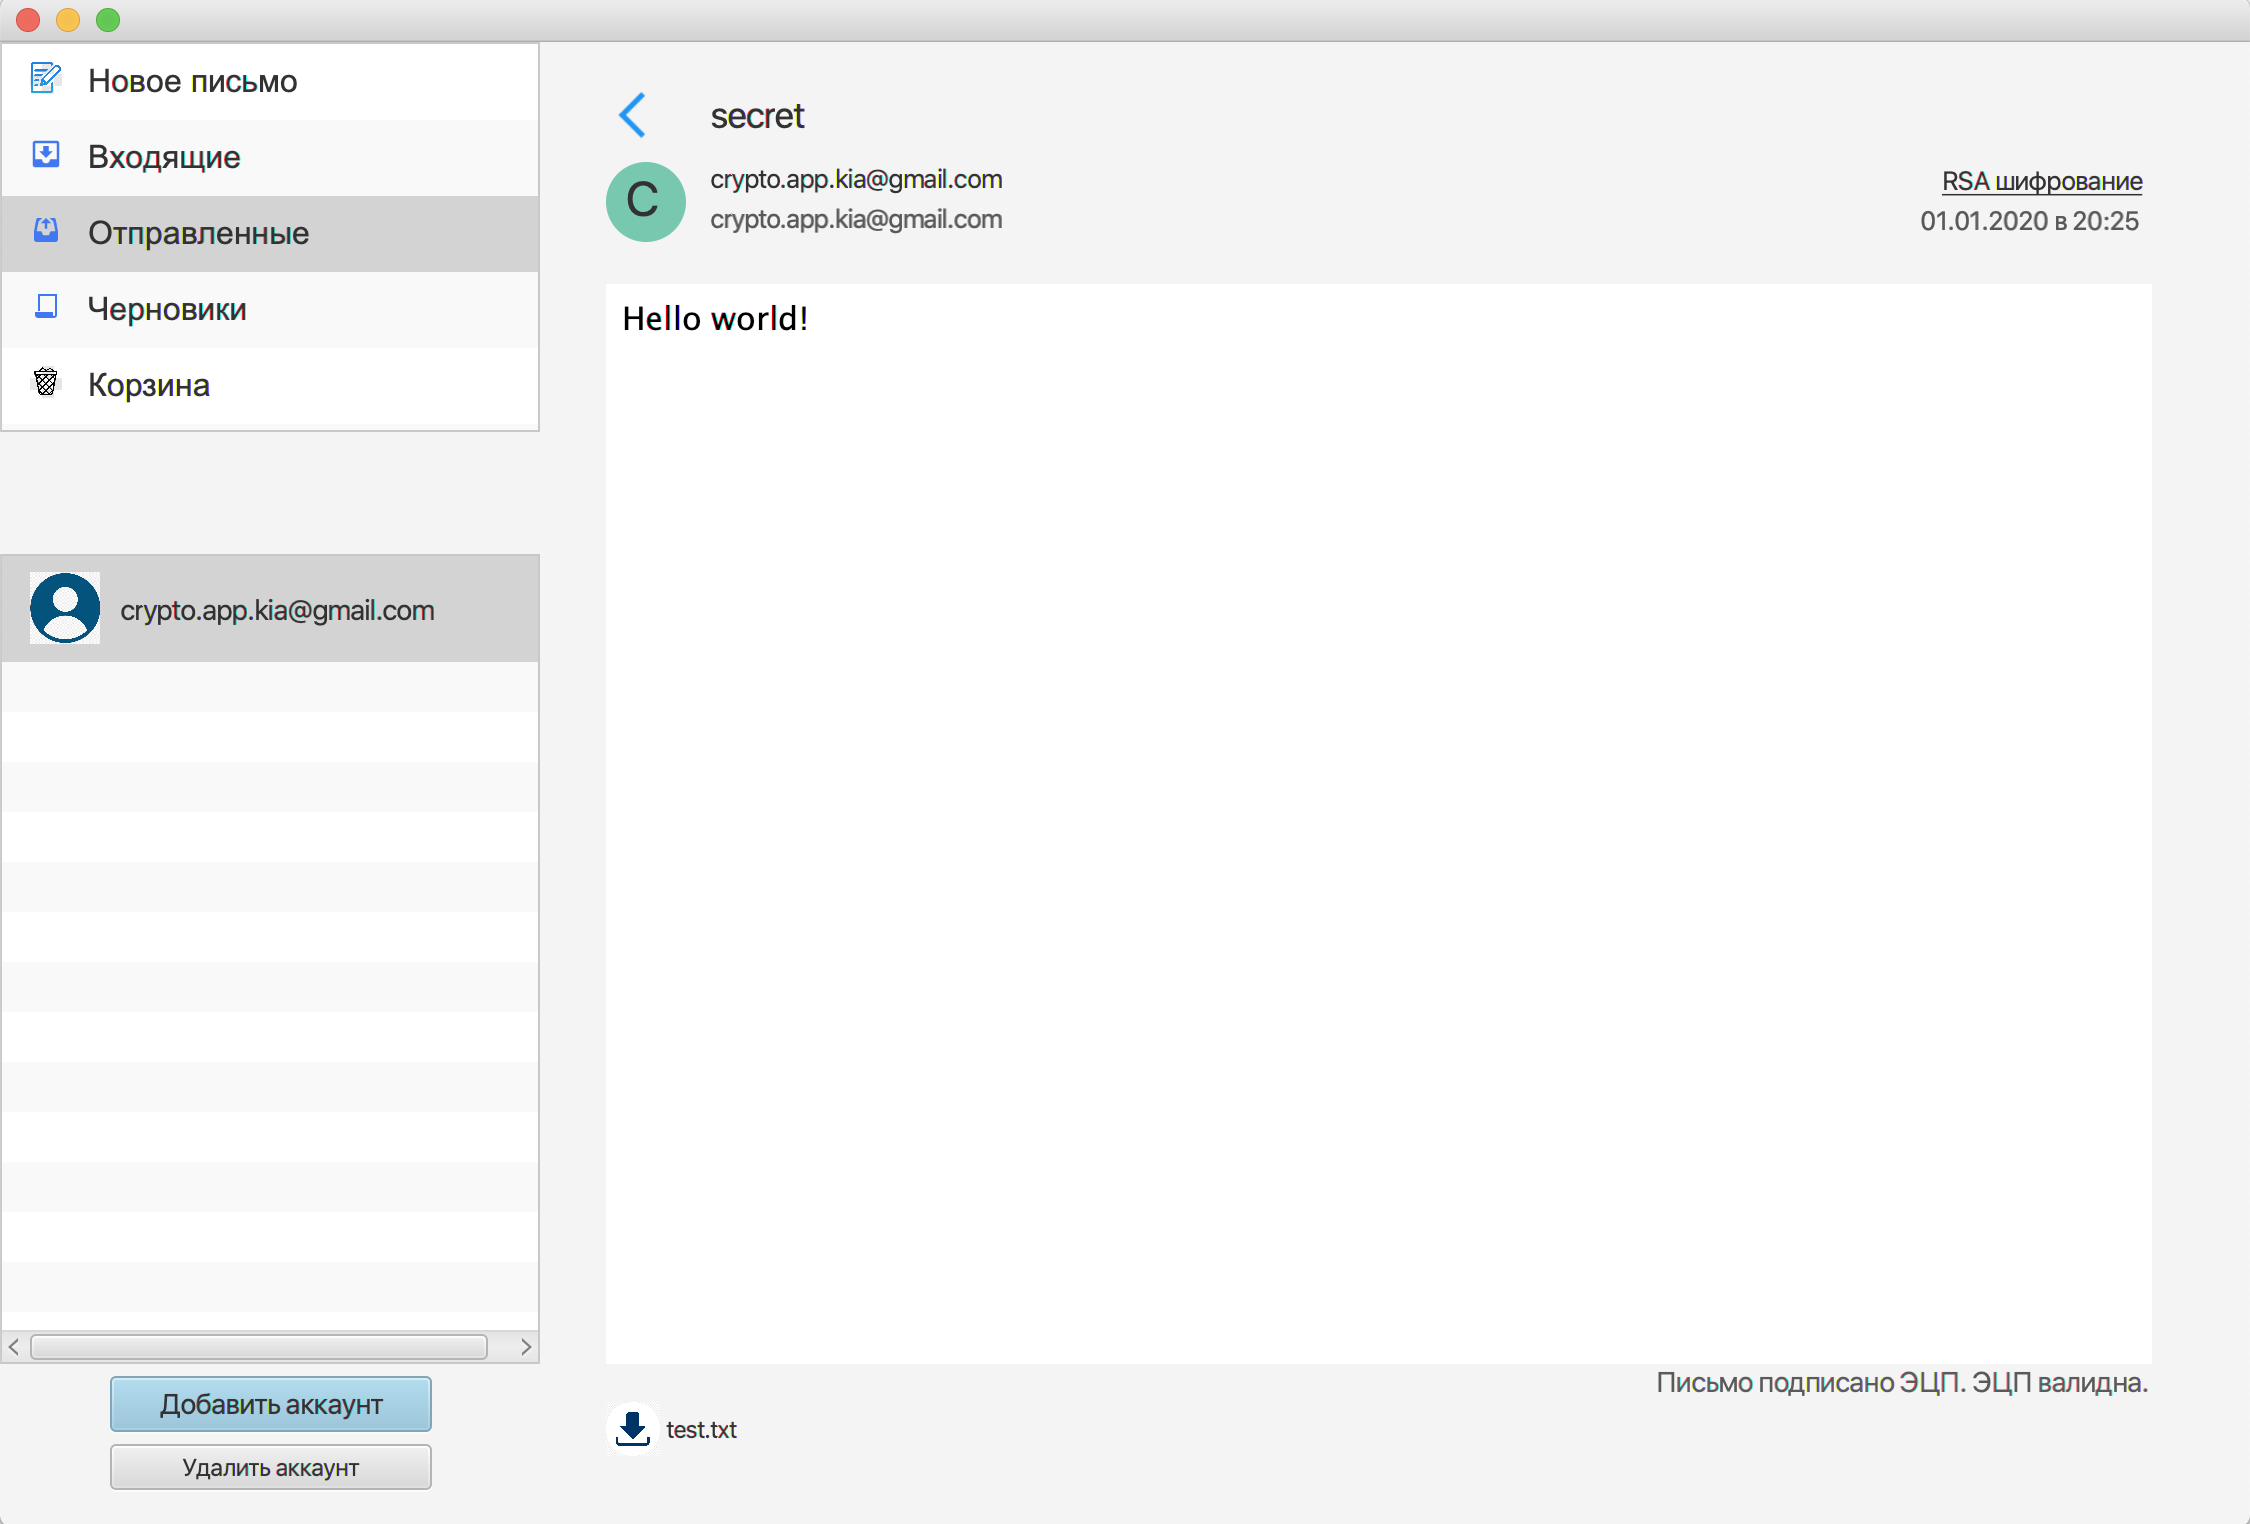 Новое письмо
Входящие
Отправленные
Черновики
Корзина
crypto.app.kia@gmail.com
Добавить аккаунт
Удалить аккаунт
secret
C
crypto.app.kia@gmail.com
crypto.app.kia@gmail.com
RSA шифрование
01.01.2020 в 20:25
Hello world!
Письмо подписано ЭЦП. ЭЦП валидна.
test.txt